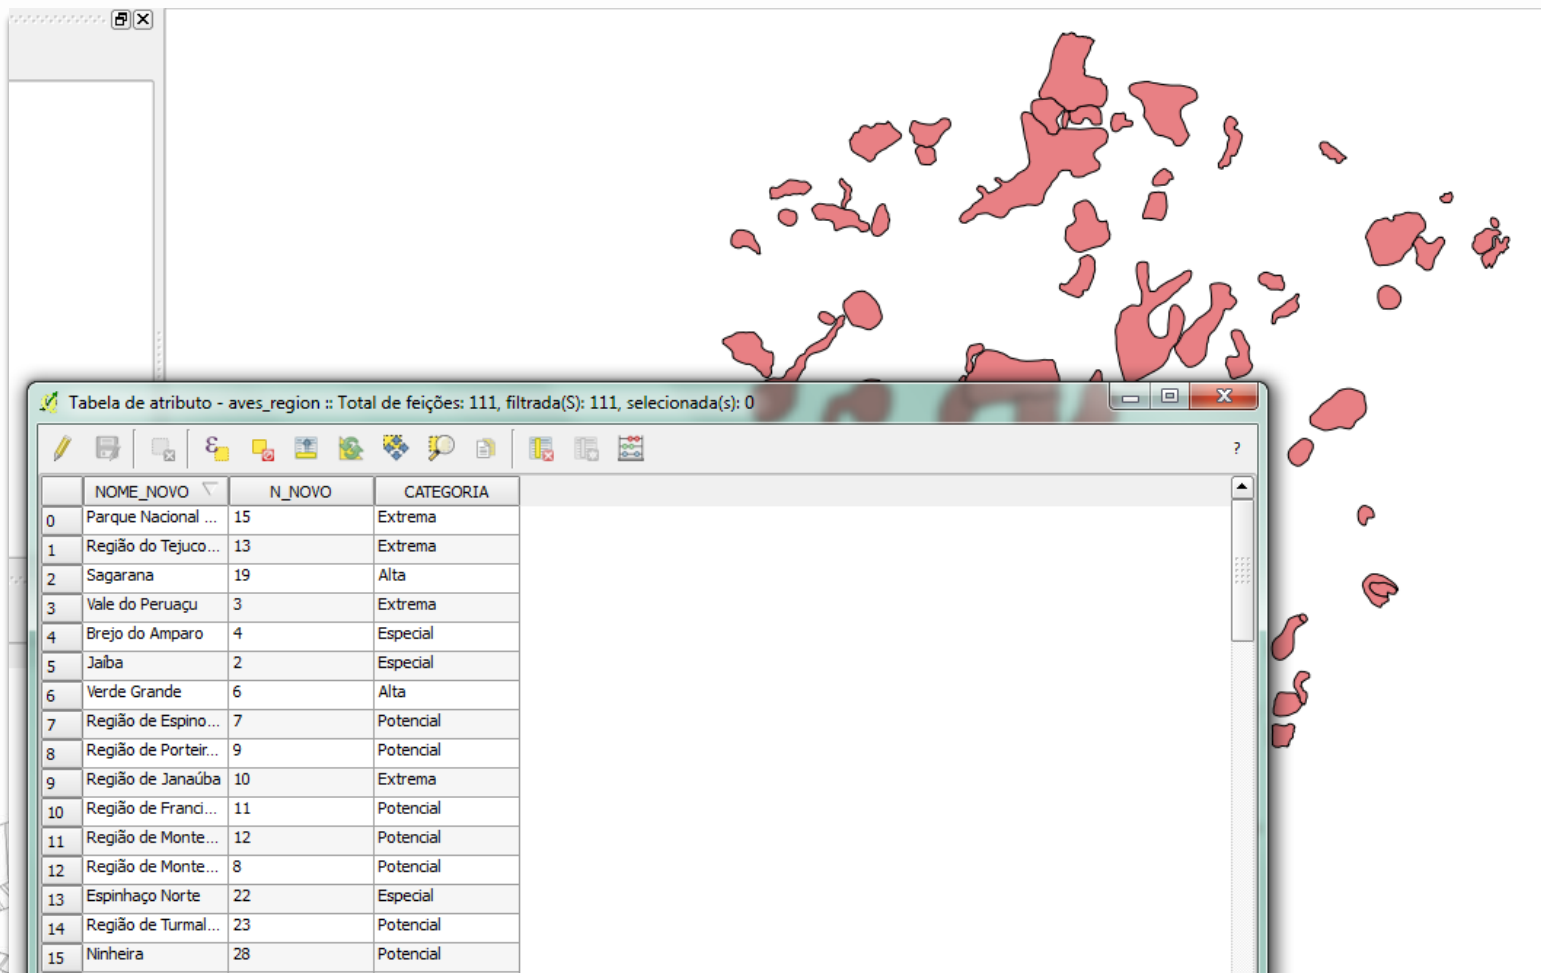 Tabela de atributo - aves_region :: Total de feições: 111, filtrada(S): 111, selecionada(s): 0
?
NOME_NOVO N_NOVO CATEGORIA
0 Parque Nacional ... 15 Extrema
1 Região do Tejuco... 13 Extrema
2 Sagarana 19 Alta
3 Vale do Peruaçu 3 Extrema
4 Brejo do Amparo 4 Especial
5 Jaíba 2 Especial
6 Verde Grande 6 Alta
7 Região de Espino... 7 Potencial
8 Região de Porteir... 9 Potencial
9 Região de Janaúba 10 Extrema
10 Região de Franci... 11 Potencial
11 Região de Monte... 12 Potencial
12 Região de Monte... 8 Potencial
13 Espinhaço Norte 22 Especial
14 Região de Turmal... 23 Potencial
15 Ninheira 28 Potencial